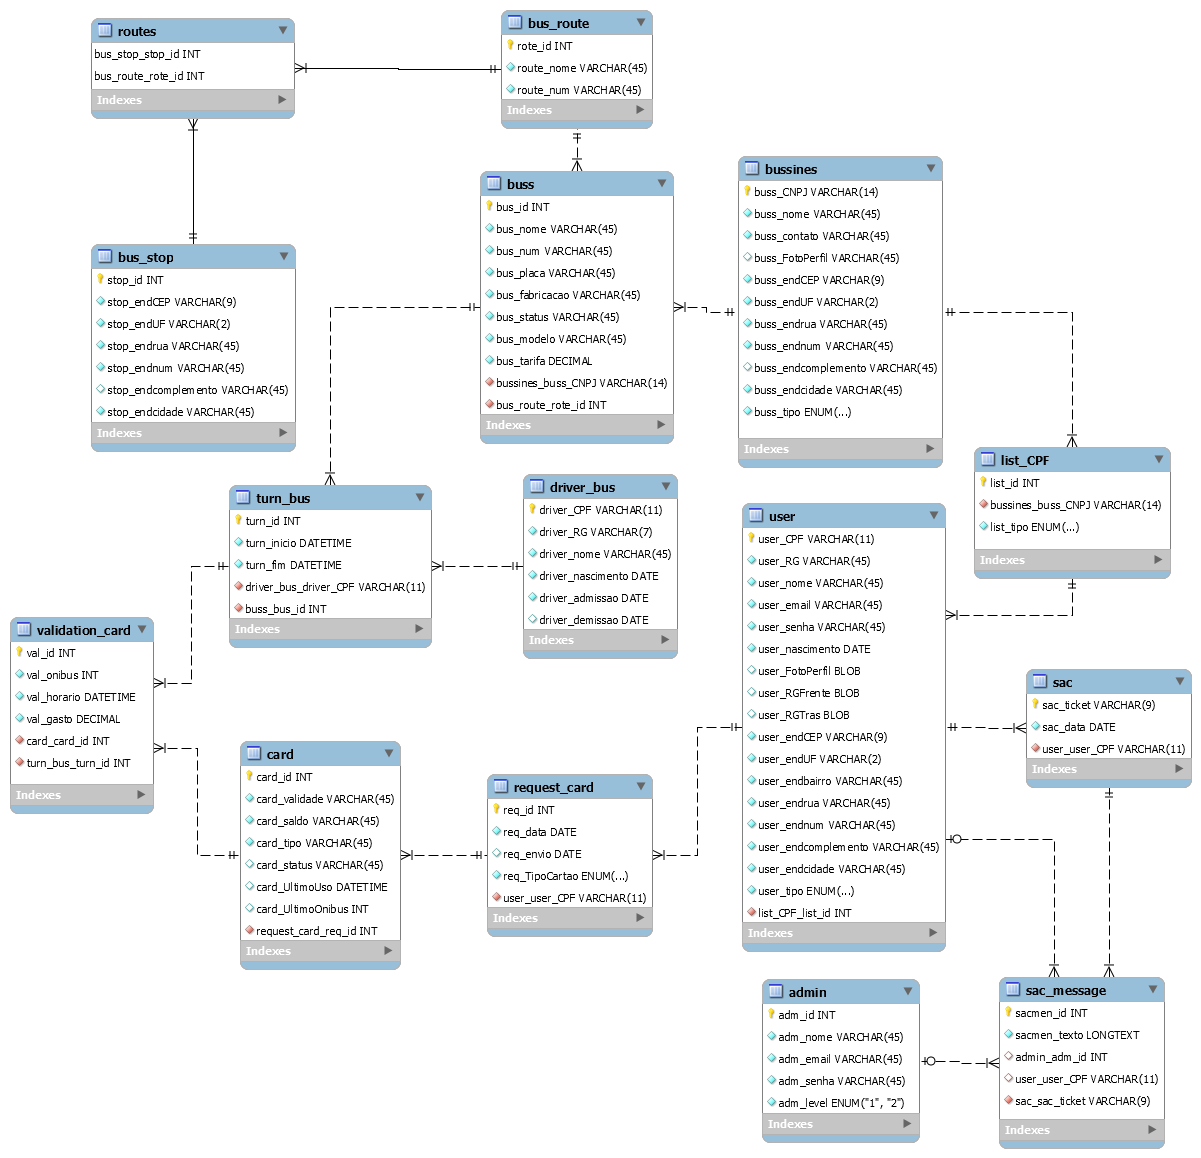 routes
bus_stop_stop_id INT
bus_route_rote_id INT
Indexes
bus_route
rote_id INT
route_nome VARCHAR(45)
route_num VARCHAR(45)
Indexes
buss
bus_id INT
bus_nome VARCHAR(45)
bus_num VARCHAR(45)
bus_placa VARCHAR(45)
bus_fabricacao VARCHAR(45)
bus_status VARCHAR(45)
bus_modelo VARCHAR(45)
bus_tarifa DECIMAL
bussines_buss_CNPJ VARCHAR(14)
bus_route_rote_id INT
Indexes
bussines
buss_CNPJ VARCHAR(14)
buss_nome VARCHAR(45)
buss_contato VARCHAR(45)
buss_FotoPerfil VARCHAR(45)
buss_endCEP VARCHAR(9)
buss_endUF VARCHAR(2)
buss_endrua VARCHAR(45)
buss_endnum VARCHAR(45)
buss_endcomplemento VARCHAR(45)
buss_endcidade VARCHAR(45)
buss_tipo ENUM(...)
Indexes
bus_stop
stop_id INT
stop_endCEP VARCHAR(9)
stop_endUF VARCHAR(2)
stop_endrua VARCHAR(45)
stop_endnum VARCHAR(45)
stop_endcomplemento VARCHAR(45)
stop_endcidade VARCHAR(45)
Indexes
list_CPF
list_id INT
bussines_buss_CNPJ VARCHAR(14)
list_tipo ENUM(...)
Indexes
turn_bus
turn_id INT
turn_inicio DATETIME
turn_fim DATETIME
driver_bus_driver_CPF VARCHAR(11)
buss_bus_id INT
Indexes
driver_bus
driver_CPF VARCHAR(11)
driver_RG VARCHAR(7)
driver_nome VARCHAR(45)
driver_nascimento DATE
driver_admissao DATE
driver_demissao DATE
Indexes
user
user_CPF VARCHAR(11)
user_RG VARCHAR(45)
user_nome VARCHAR(45)
user_email VARCHAR(45)
user_senha VARCHAR(45)
user_nascimento DATE
user_FotoPerfil BLOB
user_RGFrente BLOB
user_RGTras BLOB
user_endCEP VARCHAR(9)
user_endUF VARCHAR(2)
user_endbairro VARCHAR(45)
user_endrua VARCHAR(45)
user_endnum VARCHAR(45)
user_endcomplemento VARCHAR(45)
user_endcidade VARCHAR(45)
user_tipo ENUM(...)
list_CPF_list_id INT
Indexes
validation_card
val_id INT
val_onibus INT
val_horario DATETIME
val_gasto DECIMAL
card_card_id INT
turn_bus_turn_id INT
Indexes
sac
sac_ticket VARCHAR(9)
sac_data DATE
user_user_CPF VARCHAR(11)
Indexes
card
card_id INT
card_validade VARCHAR(45)
card_saldo VARCHAR(45)
card_tipo VARCHAR(45)
card_status VARCHAR(45)
card_UltimoUso DATETIME
card_UltimoOnibus INT
request_card_req_id INT
Indexes
request_card
req_id INT
req_data DATE
req_envio DATE
req_TipoCartao ENUM(...)
user_user_CPF VARCHAR(11)
Indexes
admin
adm_id INT
adm_nome VARCHAR(45)
adm_email VARCHAR(45)
adm_senha VARCHAR(45)
adm_level ENUM("1", "2")
Indexes
sac_message
sacmen_id INT
sacmen_texto LONGTEXT
admin_adm_id INT
user_user_CPF VARCHAR(11)
sac_sac_ticket VARCHAR(9)
Indexes